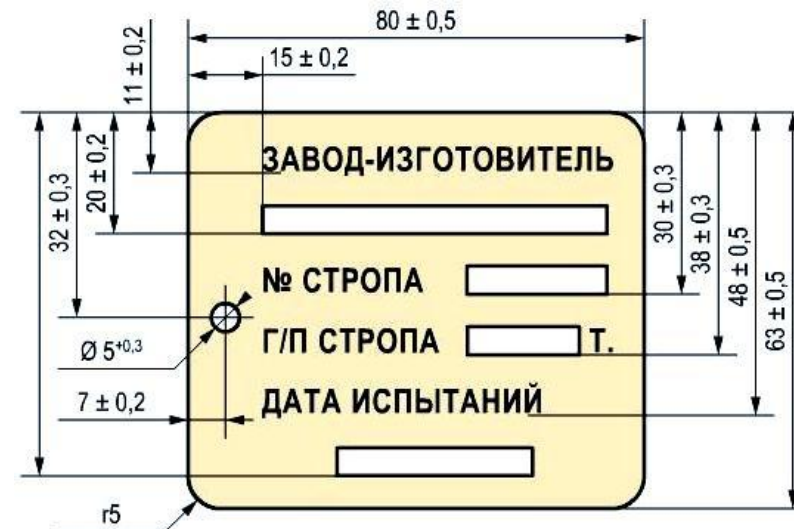 80 ± 0,5
15 ± 0,2
11 ± 0,2
20 ± 0,2
32 ± 0,3
ЗАВОД-ИЗГОТОВИТЕЛЬ
№ СТРОПА
Г/П СТРОПА Т.
ДАТА ИСПЫТАНИЙ
30 ± 0,3
38 ± 0,3
48 ± 0,5
63 ± 0,5
Ø 5+0,3
7 ± 0,2
r5